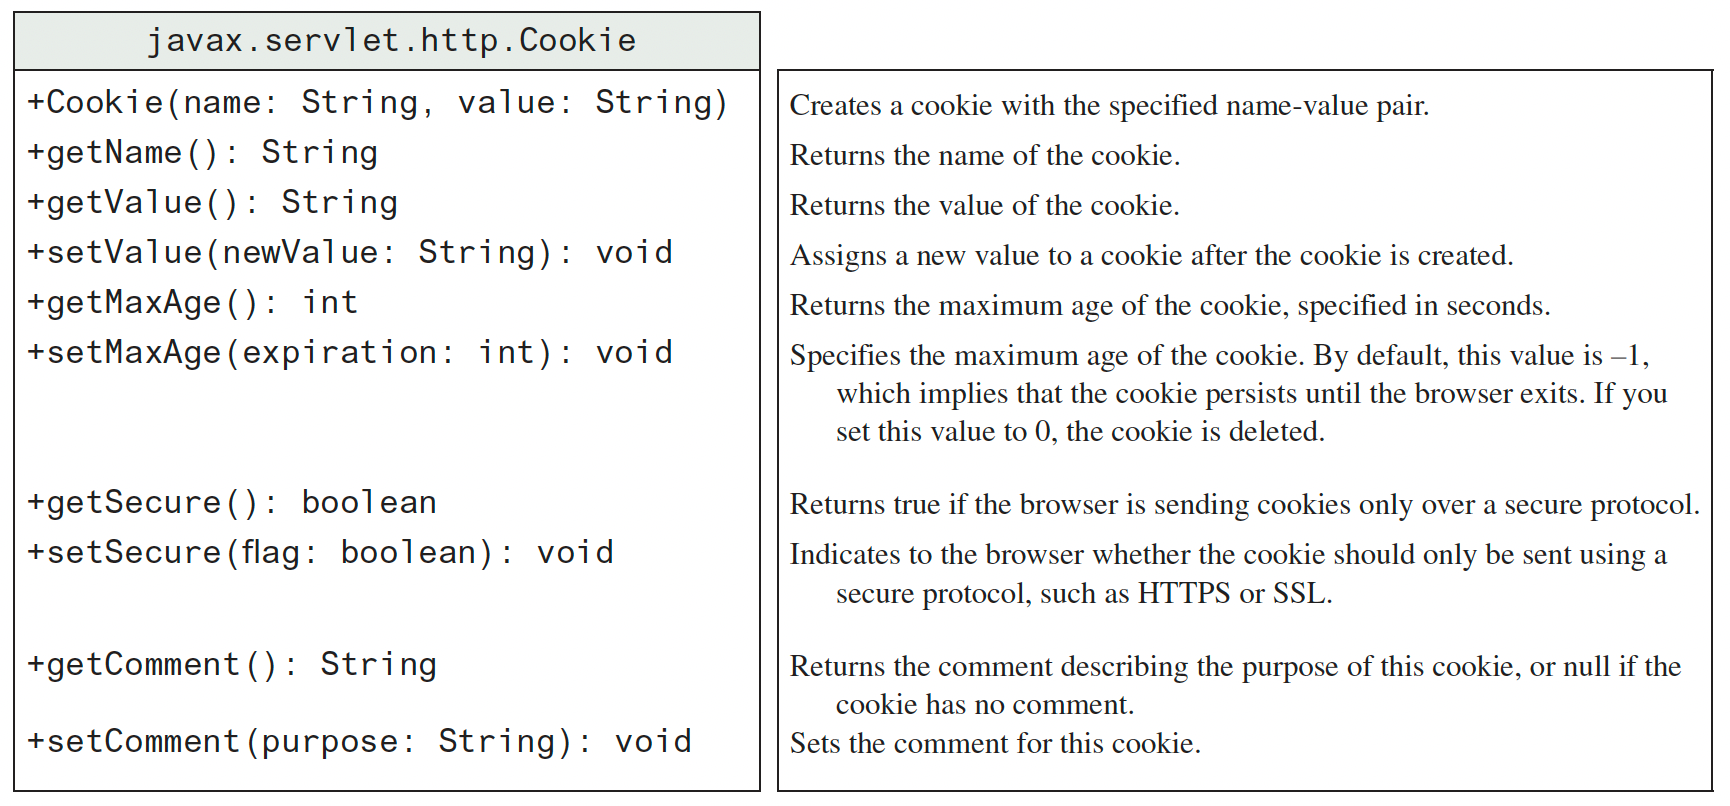 javax.servlet.http.Cookie
+Cookie(name: String, value: String)
Creates a cookie with the specified name-value pair.
+getName(): String
Returns the name of the cookie.
+getValue(): String
Returns the value of the cookie.
+setValue(newValue: String): void
Assigns a new value to a cookie after the cookie is created.
+getMaxAge(): int
Returns the maximum age of the cookie, specified in seconds.
+setMaxAge(expiration: int): void
Specifies the maximum age of the cookie. By default, this value is –1,
which implies that the cookie persists until the browser exits. If you
set this value to 0, the cookie is deleted.
+getSecure(): boolean
Returns true if the browser is sending cookies only over a secure protocol.
+setSecure(flag: boolean): void
Indicates to the browser whether the cookie should only be sent using a
secure protocol, such as HTTPS or SSL.
+getComment(): String
Returns the comment describing the purpose of this cookie, or null if the
cookie has no comment.
+setComment(purpose: String): void
Sets the comment for this cookie.